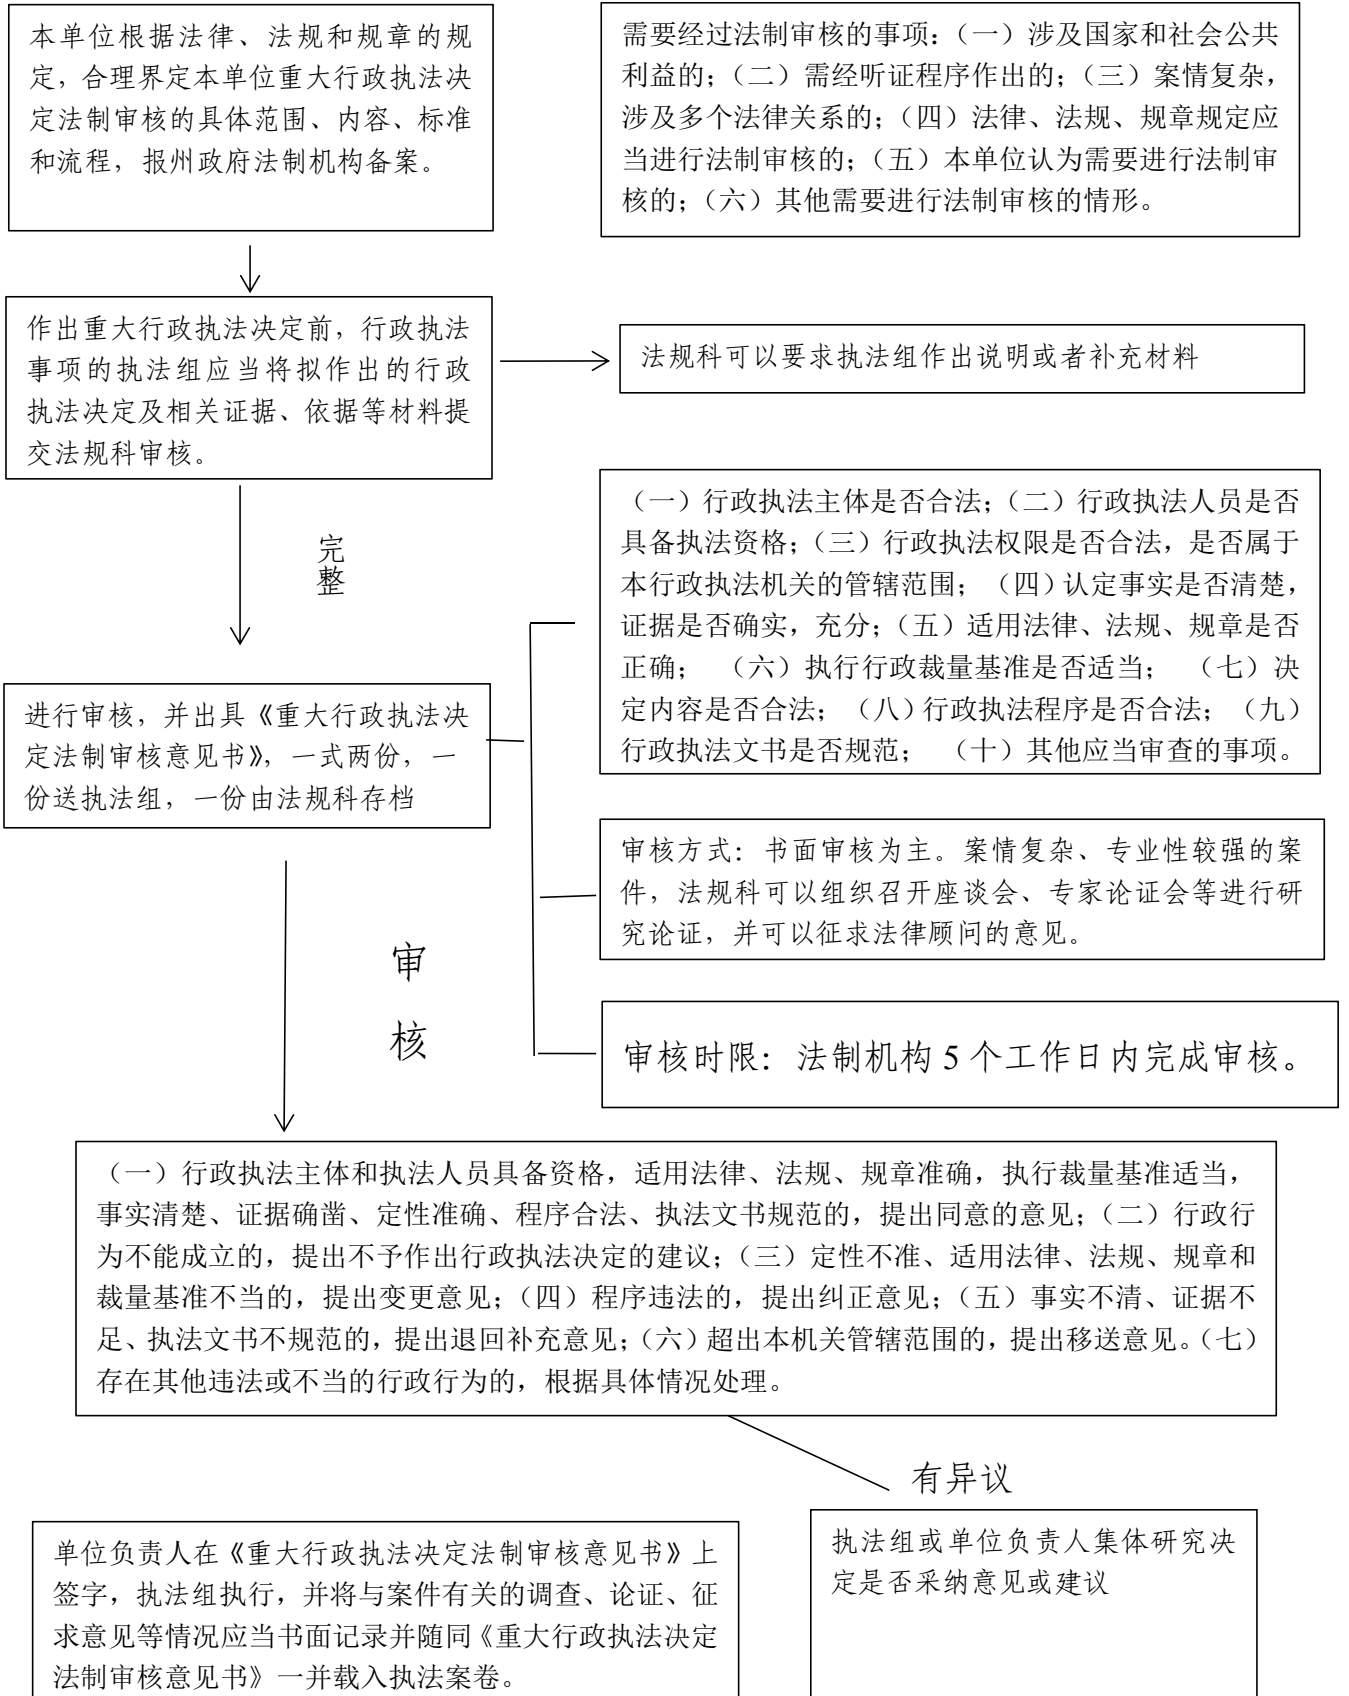 本单位根据法律、法规和规章的规
定，合理界定本单位重大行政执法决
定法制审核的具体范围、内容、标准
和流程，报州政府法制机构备案。
需要经过法制审核的事项：（一）涉及国家和社会公共
利益的；（二）需经听证程序作出的；（三）案情复杂，
涉及多个法律关系的；（四）法律、法规、规章规定应
当进行法制审核的；（五）本单位认为需要进行法制审
核的；（六）其他需要进行法制审核的情形。
作出重大行政执法决定前，行政执法
事项的执法组应当将拟作出的行政
执法决定及相关证据、依据等材料提
交法规科审核。
法规科可以要求执法组作出说明或者补充材料
完
整
（一）行政执法主体是否合法；（二）行政执法人员是否
具备执法资格；（三）行政执法权限是否合法，是否属于
本行政执法机关的管辖范围； （四）认定事实是否清楚，
证据是否确实，充分；（五）适用法律、法规、规章是否
正确； （六）执行行政裁量基准是否适当； （七）决
定内容是否合法； （八）行政执法程序是否合法； （九）
行政执法文书是否规范； （十）其他应当审查的事项。
进行审核，并出具《重大行政执法决
定法制审核意见书》，一式两份，一
份送执法组，一份由法规科存档
审核方式：书面审核为主。案情复杂、专业性较强的案
件，法规科可以组织召开座谈会、专家论证会等进行研
究论证，并可以征求法律顾问的意见。
审
核
审核时限：法制机构 5 个工作日内完成审核。
（一）行政执法主体和执法人员具备资格，适用法律、法规、规章准确，执行裁量基准适当，
事实清楚、证据确凿、定性准确、程序合法、执法文书规范的，提出同意的意见；（二）行政行
为不能成立的，提出不予作出行政执法决定的建议；（三）定性不准、适用法律、法规、规章和
裁量基准不当的，提出变更意见；（四）程序违法的，提出纠正意见；（五）事实不清、证据不
足、执法文书不规范的，提出退回补充意见；（六）超出本机关管辖范围的，提出移送意见。（七）
存在其他违法或不当的行政行为的，根据具体情况处理。
有异议
单位负责人在《重大行政执法决定法制审核意见书》上
签字，执法组执行，并将与案件有关的调查、论证、征
求意见等情况应当书面记录并随同《重大行政执法决定
法制审核意见书》一并载入执法案卷。
执法组或单位负责人集体研究决
定是否采纳意见或建议